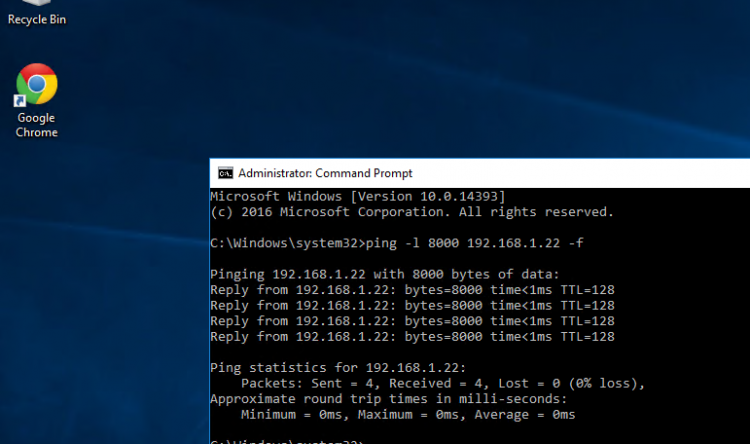 Recycle Bin
Google
Chrome
Administrator: Command Prompt
Microsoft Windows [Version 10.0.14393]
(c) 2016 Microsoft Corporation. All rights reserved.
C:\Windows\system32>ping -l 8000 192.168.1.22 -f
Pinging 192.168.1.22 with 8000 bytes of data:
Reply from 192.168.1.22: bytes=8000 time<1ms TTL=128
Reply from 192.168.1.22: bytes=8000 time<1ms TTL=128
Reply from 192.168.1.22: bytes=8000 time<1ms TTL=128
Reply from 192.168.1.22: bytes=8000 time<1ms TTL=128
Ping statistics for 192.168.1.22:
    Packets: Sent = 4, Received = 4, Lost = 0 (0% loss),
Approximate round trip times in milli-seconds:
    Minimum = 0ms, Maximum = 0ms, Average = 0ms
C:\Windows\system32>